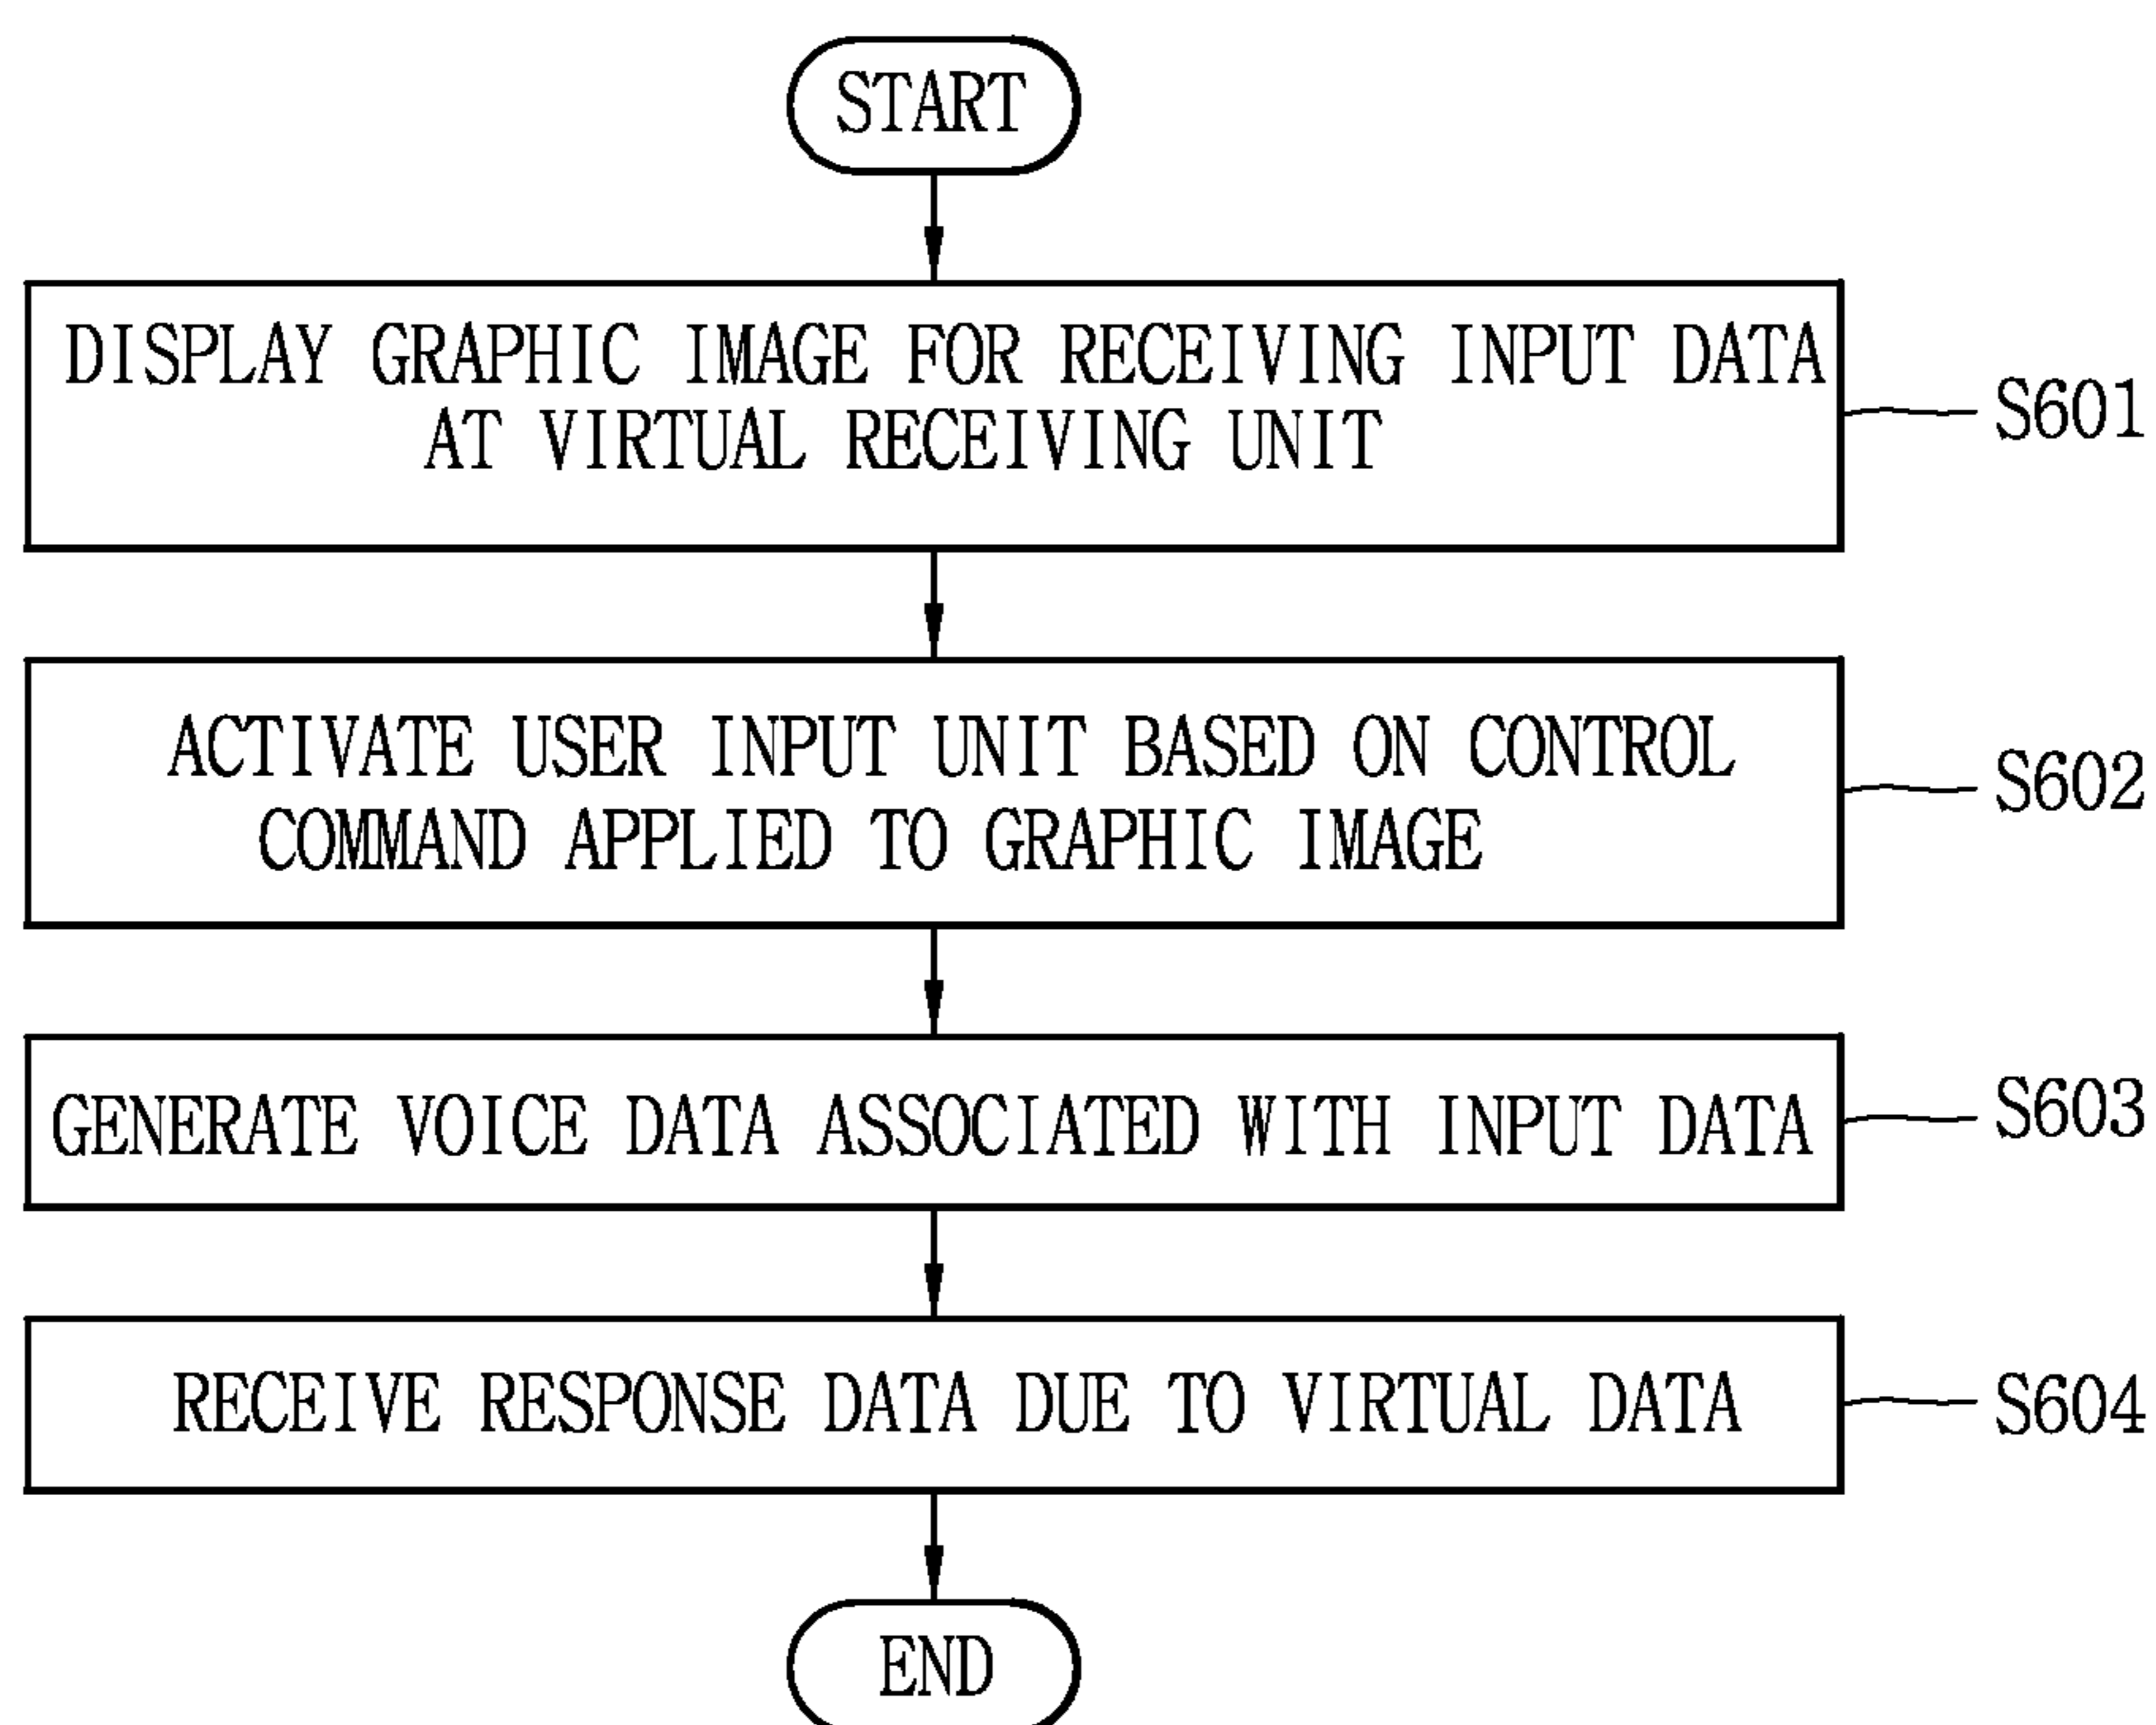 START
DISPLAY GRAPHIC IMAGE FOR RECEIVING INPUT DATA
AT VIRTUAL RECEIVING UNIT
S601
ACTIVATE USER INPUT UNIT BASED ON CONTROL
COMMAND APPLIED TO GRAPHIC IMAGE
S602
GENERATE VOICE DATA ASSOCIATED WITH INPUT DATA
S603
RECEIVE RESPONSE DATA DUE TO VIRTUAL DATA
S604
END